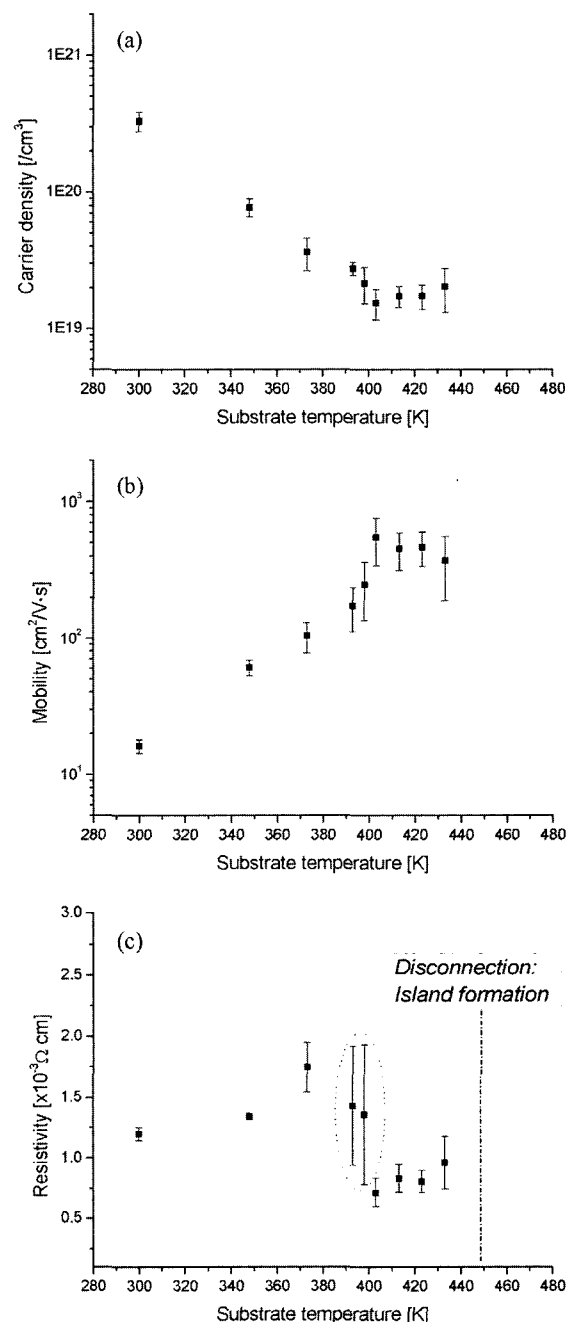 (a)
1E21
1E20
1E19
Carrier density [/cm³]
280 300 320 340 360 380 400 420 440 460 480
Substrate temperature [K]
(b)
10³
10²
10¹
Mobility [cm²/V·s]
280 300 320 340 360 380 400 420 440 460 480
Substrate temperature [K]
(c)
3.0
2.5
2.0
1.5
1.0
0.5
Resistivity [x10⁻³Ω cm]
Disconnection:
Island formation
280 300 320 340 360 380 400 420 440 460 480
Substrate temperature [K]